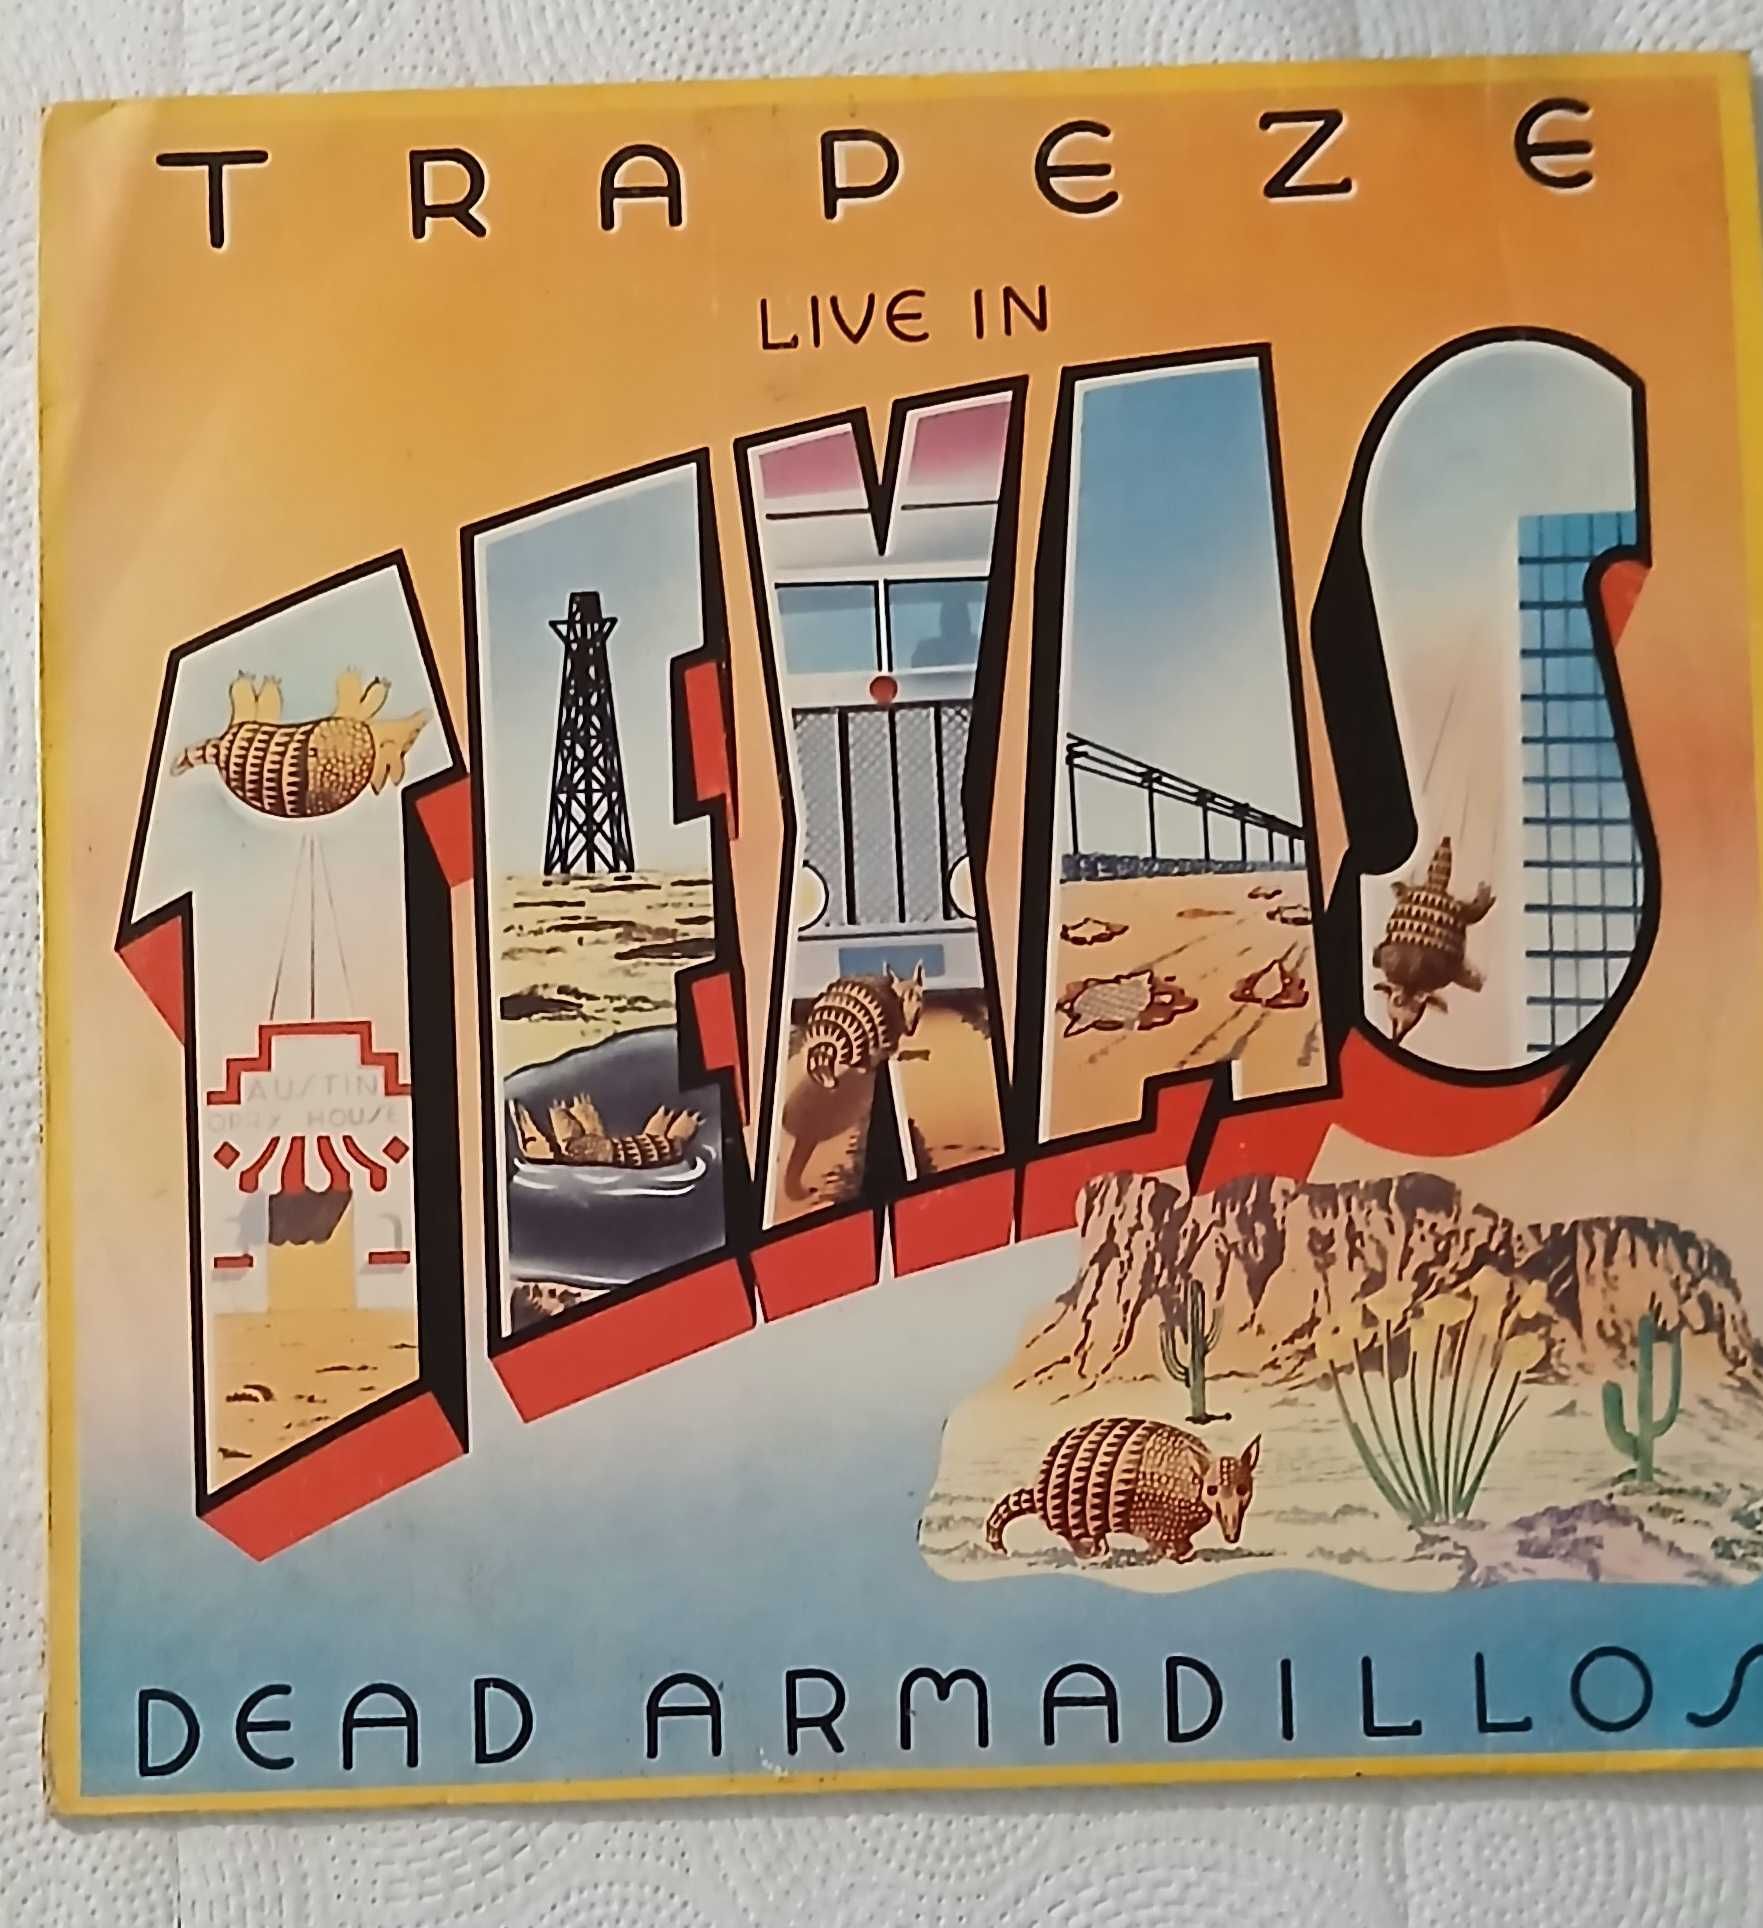 TRAPEZE
LIVE IN
TEXAS
AUSTIN
OPRY HOUSE
DEAD ARMADILLOS